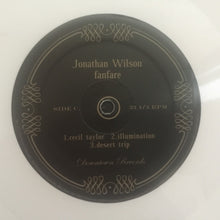 Jonathan Wilson
fanfare
SIDE C. 33 1/3 RPM
1.cecil taylor 2.illumination
3.desert trip
Downtown Records